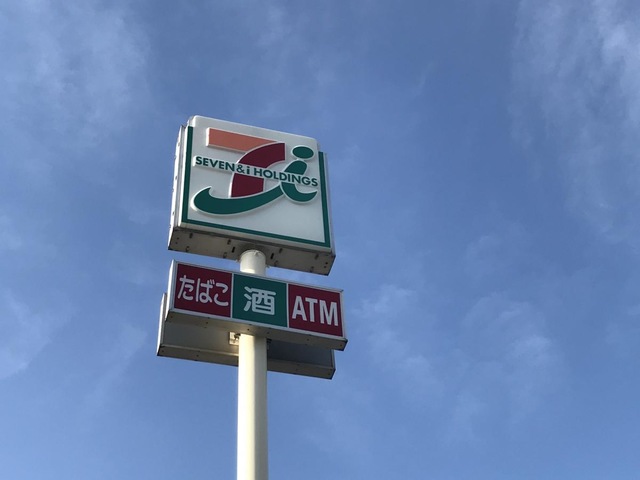 SEVEN&i HOLDINGS
たばこ 酒 ATM